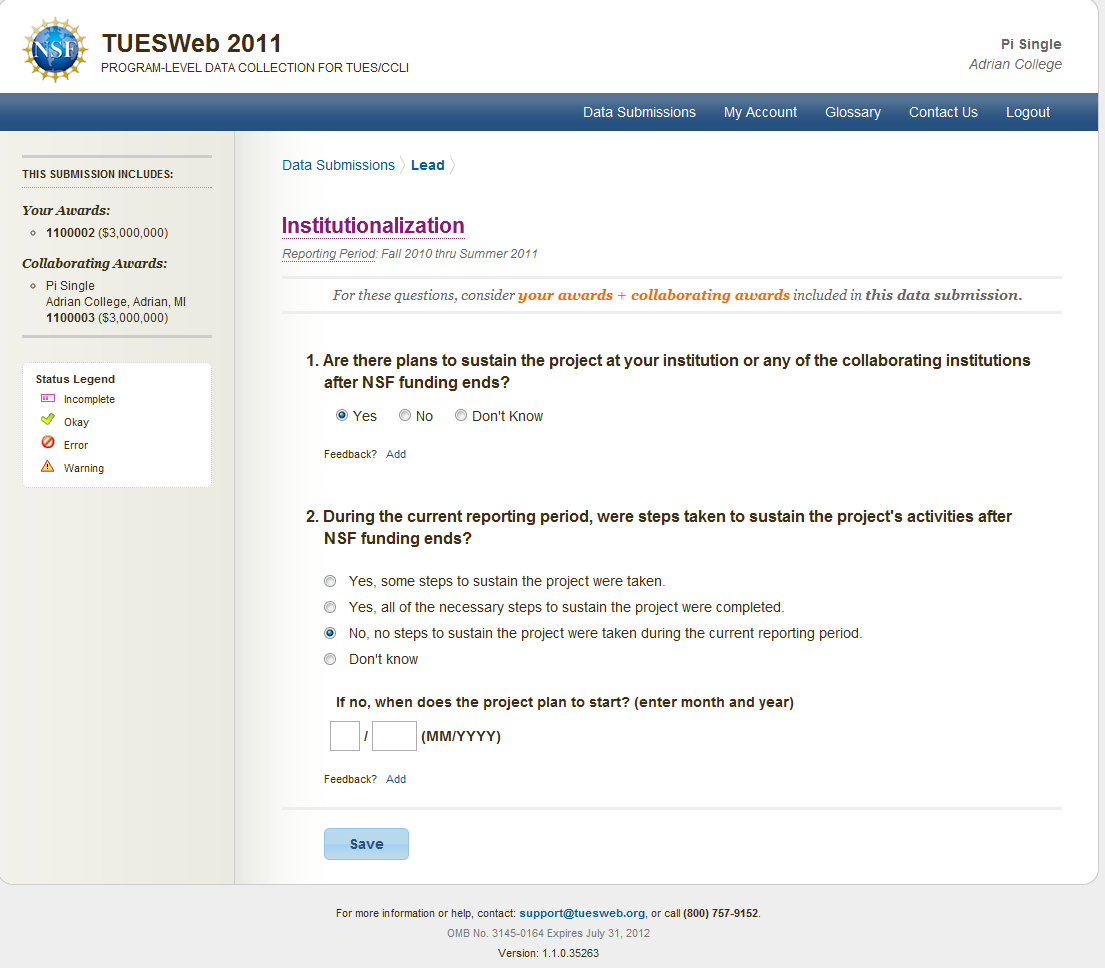 NSF
TUESWeb 2011
PROGRAM-LEVEL DATA COLLECTION FOR TUES/CCLI
Pi Single
Adrian College
Data Submissions My Account Glossary Contact Us Logout
THIS SUBMISSION INCLUDES:
Your Awards:
1100002 ($3,000,000)
Collaborating Awards:
Pi Single
Adrian College, Adrian, MI
1100003 ($3,000,000)
Status Legend
Incomplete
Okay
Error
Warning
Data Submissions Lead
Institutionalization
Reporting Period: Fall 2010 thru Summer 2011
For these questions, consider your awards + collaborating awards included in this data submission.
1. Are there plans to sustain the project at your institution or any of the collaborating institutions
after NSF funding ends?
Yes No Don't Know
Feedback? Add
2. During the current reporting period, were steps taken to sustain the project's activities after
NSF funding ends?
Yes, some steps to sustain the project were taken.
Yes, all of the necessary steps to sustain the project were completed.
No, no steps to sustain the project were taken during the current reporting period.
Don't know
If no, when does the project plan to start? (enter month and year)
/ (MM/YYYY)
Feedback? Add
Save
For more information or help, contact: support@tuesweb.org, or call (800) 757-9152.
OMB No. 3145-0164 Expires July 31, 2012
Version: 1.1.0.35263